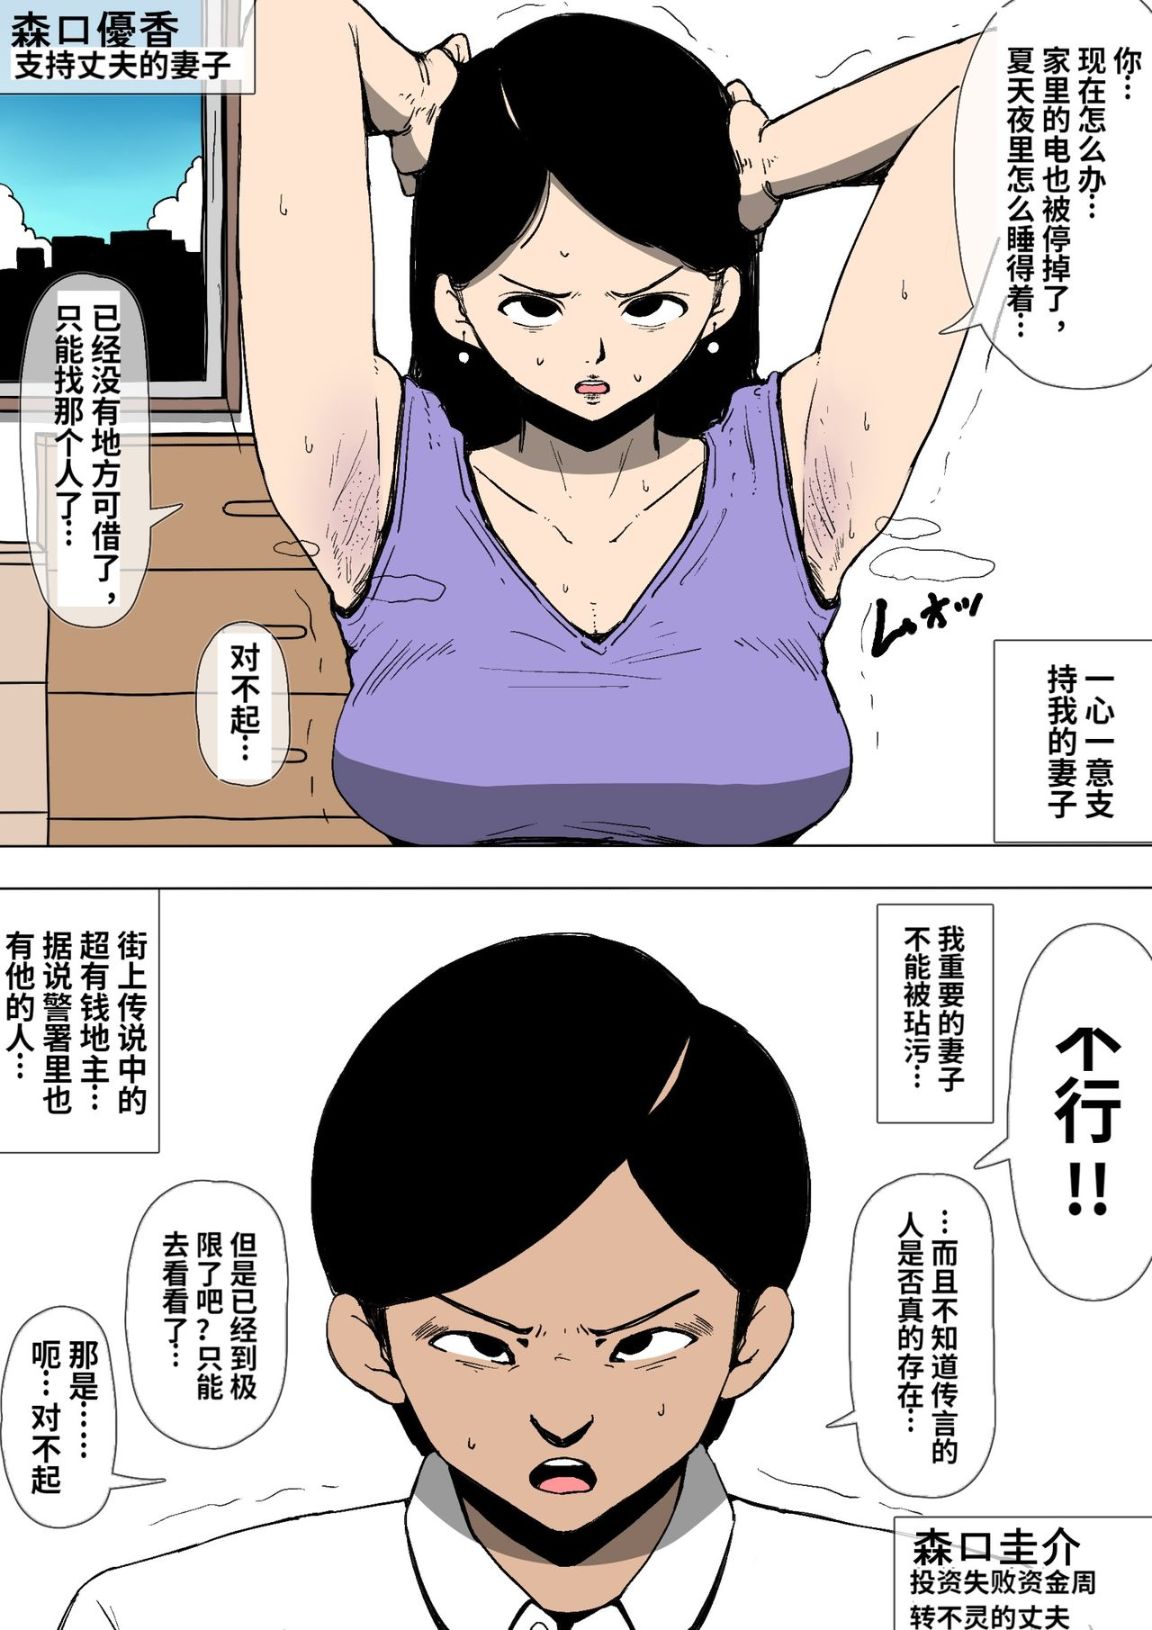 森口優香
支持丈夫的妻子
你…
现在怎么办…
家里的电也被停掉了，
夏天夜里怎么睡得着…
已经没有地方可借了，
只能找那个人了…
对不起…
ムゥオッ
一心一意支
持我的妻子
不行!!
我重要的妻子
不能被玷污…
街上传说中的
超有钱地主…
据说警署里也
有他的人…
…而且不知道传言的
人是否真的存在…
但是已经到极
限了吧？只能
去看看了…
那是……
呃…对不起
森口圭介
投资失败资金周
转不灵的丈夫